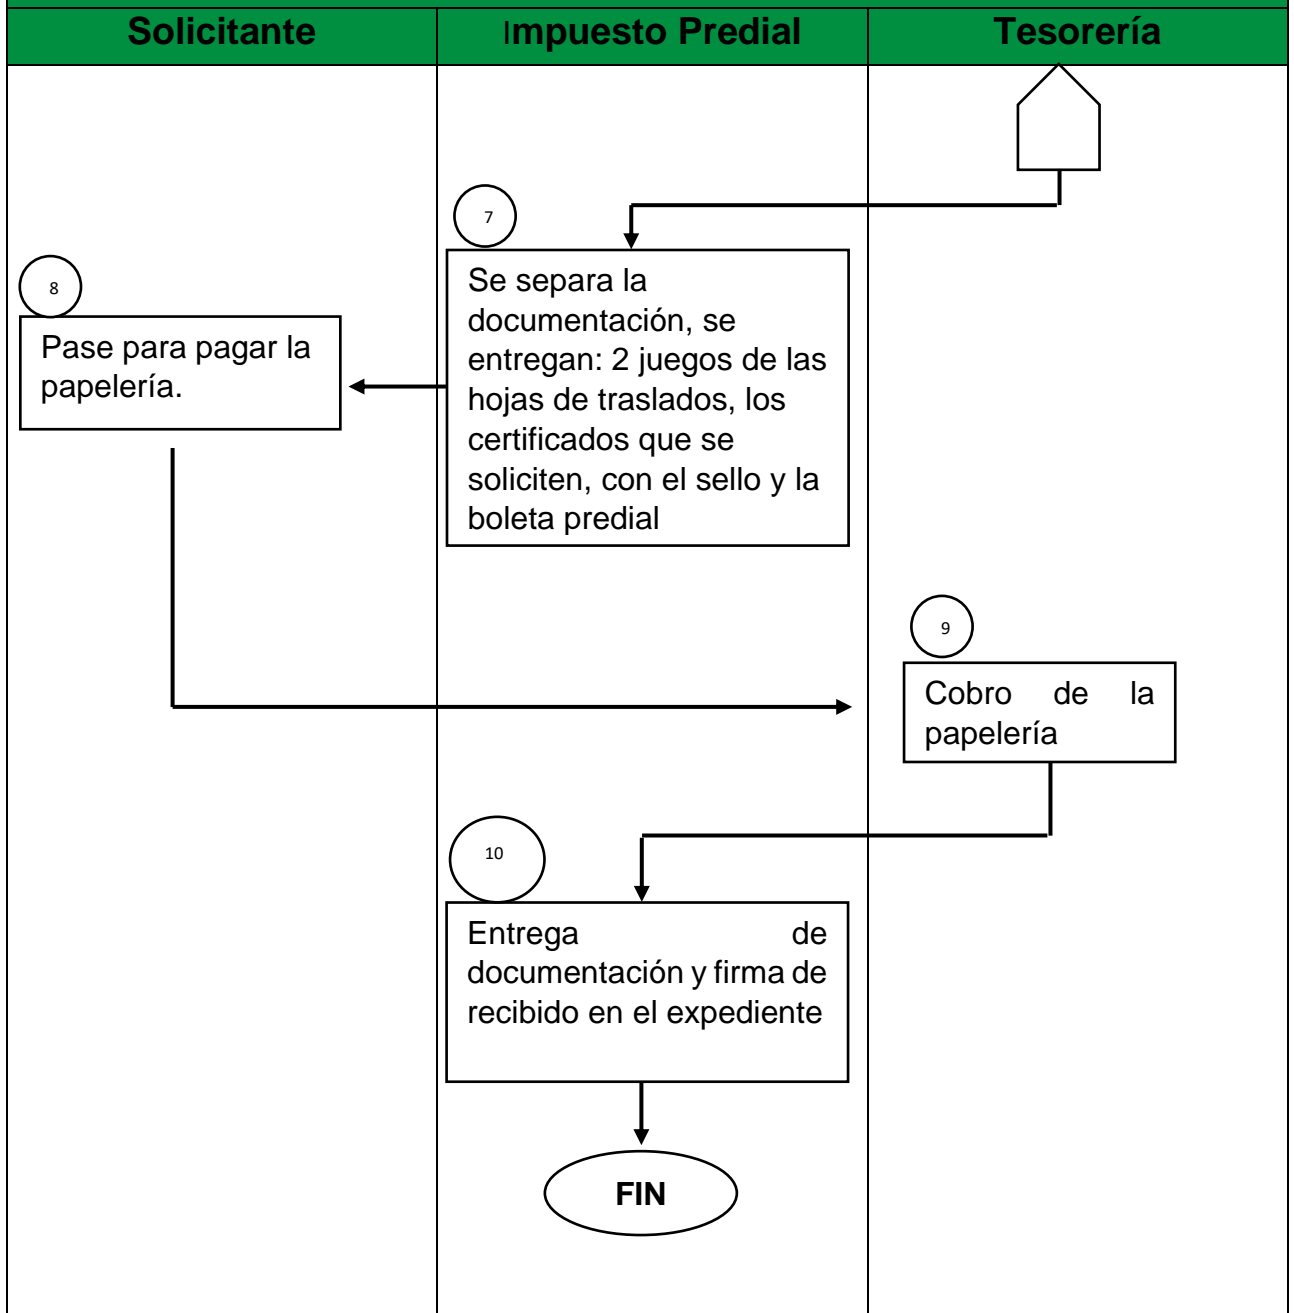 Solicitante
Impuesto Predial
Tesorería
7
Se separa la
documentación, se
entregan: 2 juegos de las
hojas de traslados, los
certificados que se
soliciten, con el sello y la
boleta predial
8
Pase para pagar la
papelería.
9
Cobro de la
papelería
10
Entrega de
documentación y firma de
recibido en el expediente
FIN